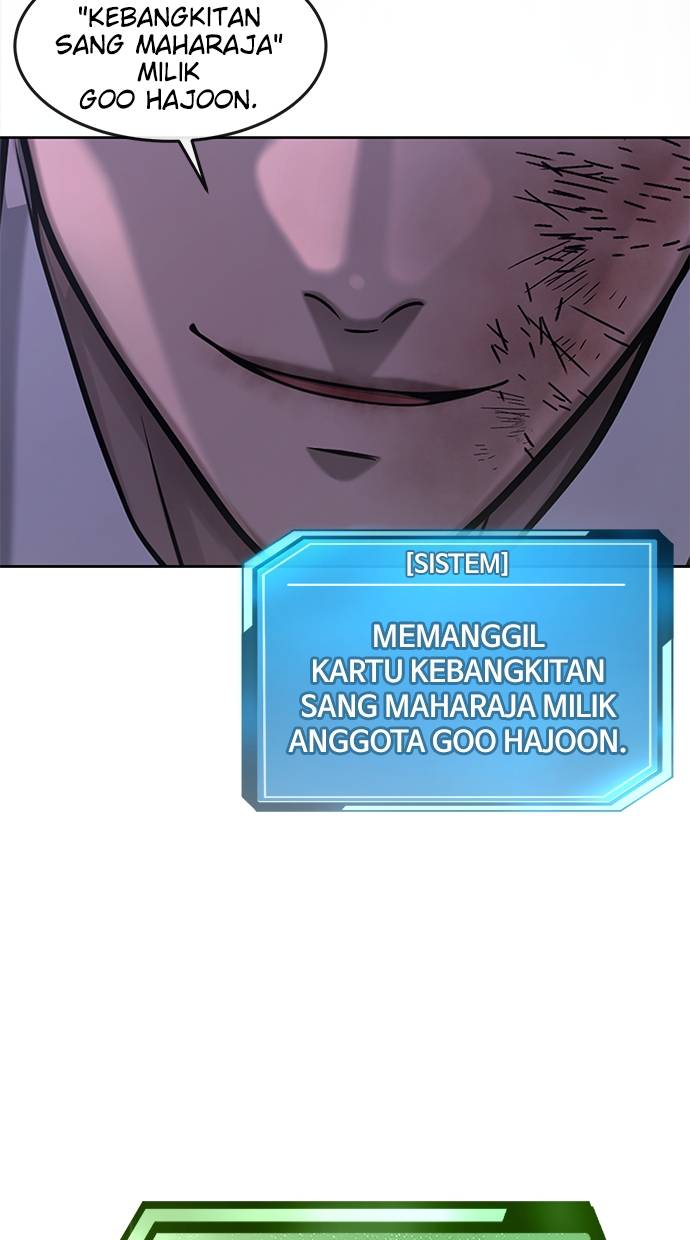 "KEBANGKITAN
SANG MAHARAJA"
MILIK
GOO HAJOON.
[SISTEM]
MEMANGGIL
KARTU KEBANGKITAN
SANG MAHARAJA MILIK
ANGGOTA GOO HAJOON.